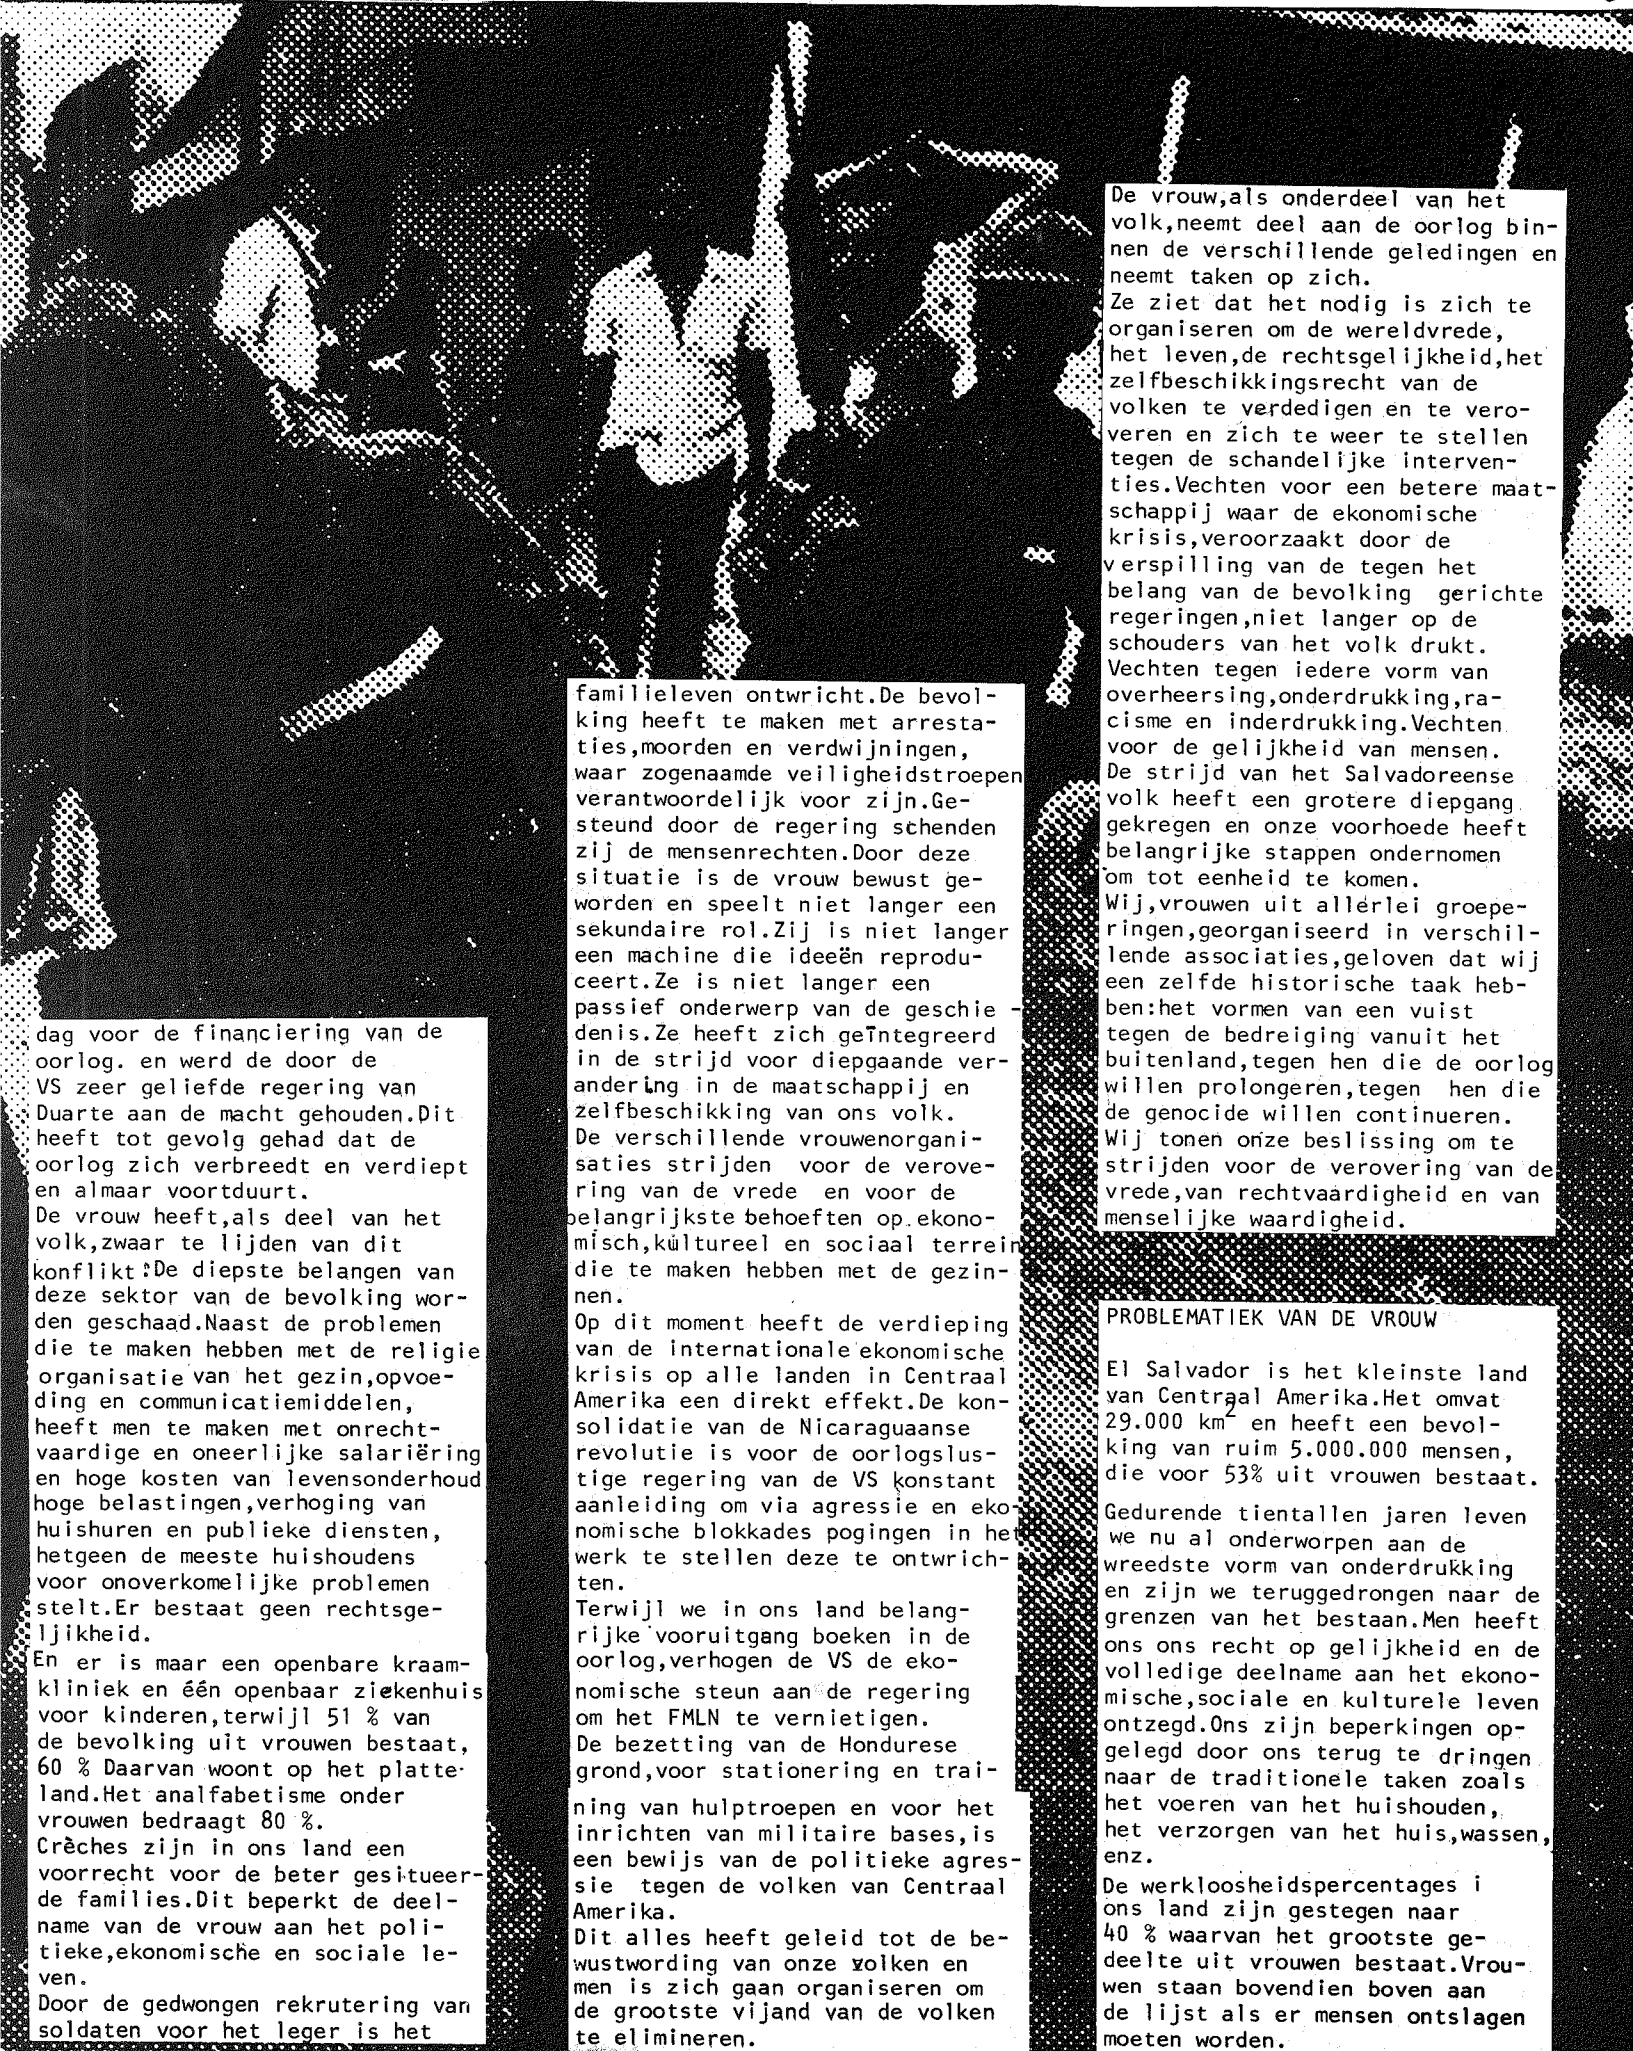 dag voor de financiering van de
oorlog. en werd de door de
VS zeer geliefde regering van
Duarte aan de macht gehouden.Dit
heeft tot gevolg gehad dat de
oorlog zich verbreedt en verdiept
en almaar voortduurt.
De vrouw heeft,als deel van het
volk,zwaar te lijden van dit
konflikt:De diepste belangen van
deze sektor van de bevolking wor-
den geschaad.Naast de problemen
die te maken hebben met de religie
organisatie van het gezin,opvoe-
ding en communicatiemiddelen,
heeft men te maken met onrecht-
vaardige en oneerlijke salariëring
en hoge kosten van levensonderhoud
hoge belastingen,verhoging van
huishuren en publieke diensten,
hetgeen de meeste huishoudens
voor onoverkomelijke problemen
stelt.Er bestaat geen rechtsge-
ljikheid.
En er is maar een openbare kraam-
kliniek en één openbaar ziekenhuis
voor kinderen,terwijl 51 % van
de bevolking uit vrouwen bestaat,
60 % Daarvan woont op het platte-
land.Het analfabetisme onder
vrouwen bedraagt 80 %.
Crèches zijn in ons land een
voorrecht voor de beter gesitueer-
de families.Dit beperkt de deel-
name van de vrouw aan het poli-
tieke,ekonomische en sociale le-
ven.
Door de gedwongen rekrutering van
soldaten voor het leger is het
familieleven ontwricht.De bevol-
king heeft te maken met arresta-
ties,moorden en verdwijningen,
waar zogenaamde veiligheidstroepen
verantwoordelijk voor zijn.Ge-
steund door de regering schenden
zij de mensenrechten.Door deze
situatie is de vrouw bewust ge-
worden en speelt niet langer een
sekundaire rol.Zij is niet langer
een machine die ideeën reprodu-
ceert.Ze is niet langer een
passief onderwerp van de geschie -
denis.Ze heeft zich geïntegreerd
in de strijd voor diepgaande ver-
andering in de maatschappij en
zelfbeschikking van ons volk.
De verschillende vrouwenorgani-
saties strijden voor de verove-
ring van de vrede en voor de
belangrijkste behoeften op ekono-
misch,kultureel en sociaal terrein
die te maken hebben met de gezin-
nen.
Op dit moment heeft de verdieping
van de internationale ekonomische
krisis op alle landen in Centraal
Amerika een direkt effekt.De kon-
solidatie van de Nicaraguaanse
revolutie is voor de oorlogslus-
tige regering van de VS konstant
aanleiding om via agressie en eko-
nomische blokkades pogingen in het
werk te stellen deze te ontwrich-
ten.
Terwijl we in ons land belang-
rijke vooruitgang boeken in de
oorlog,verhogen de VS de eko-
nomische steun aan de regering
om het FMLN te vernietigen.
De bezetting van de Hondurese
grond,voor stationering en trai-
ning van hulptroepen en voor het
inrichten van militaire bases,is
een bewijs van de politieke agres-
sie tegen de volken van Centraal
Amerika.
Dit alles heeft geleid tot de be-
wustwording van onze volken en
men is zich gaan organiseren om
de grootste vijand van de volken
te elimineren.
De vrouw,als onderdeel van het
volk,neemt deel aan de oorlog bin-
nen de verschillende geledingen en
neemt taken op zich.
Ze ziet dat het nodig is zich te
organiseren om de wereldvrede,
het leven,de rechtsgelijkheid,het
zelfbeschikkingsrecht van de
volken te verdedigen en te vero-
veren en zich te weer te stellen
tegen de schandelijke interven-
ties.Vechten voor een betere maat-
schappij waar de ekonomische
krisis,veroorzaakt door de
verspilling van de tegen het
belang van de bevolking gerichte
regeringen,niet langer op de
schouders van het volk drukt.
Vechten tegen iedere vorm van
overheersing,onderdrukking,ra-
cisme en inderdrukking.Vechten
voor de gelijkheid van mensen.
De strijd van het Salvadoreense
volk heeft een grotere diepgang
gekregen en onze voorhoede heeft
belangrijke stappen ondernomen
om tot eenheid te komen.
Wij,vrouwen uit allerlei groepe-
ringen,georganiseerd in verschil-
lende associaties,geloven dat wij
een zelfde historische taak heb-
ben:het vormen van een vuist
tegen de bedreiging vanuit het
buitenland,tegen hen die de oorlog
willen prolongeren,tegen hen die
de genocide willen continueren.
Wij tonen onze beslissing om te
strijden voor de verovering van de
vrede,van rechtvaardigheid en van
menselijke waardigheid.
PROBLEMATIEK VAN DE VROUW
El Salvador is het kleinste land
van Centraal Amerika.Het omvat
29.000 km² en heeft een bevol-
king van ruim 5.000.000 mensen,
die voor 53% uit vrouwen bestaat.
Gedurende tientallen jaren leven
we nu al onderworpen aan de
wreedste vorm van onderdrukking
en zijn we teruggedrongen naar de
grenzen van het bestaan.Men heeft
ons ons recht op gelijkheid en de
volledige deelname aan het ekono-
mische,sociale en kulturele leven
ontzegd.Ons zijn beperkingen op-
gelegd door ons terug te dringen
naar de traditionele taken zoals
het voeren van het huishouden,
het verzorgen van het huis,wassen,
enz.
De werkloosheidspercentages i
ons land zijn gestegen naar
40 % waarvan het grootste ge-
deelte uit vrouwen bestaat.Vrou-
wen staan bovendien boven aan
de lijst als er mensen ontslagen
moeten worden.